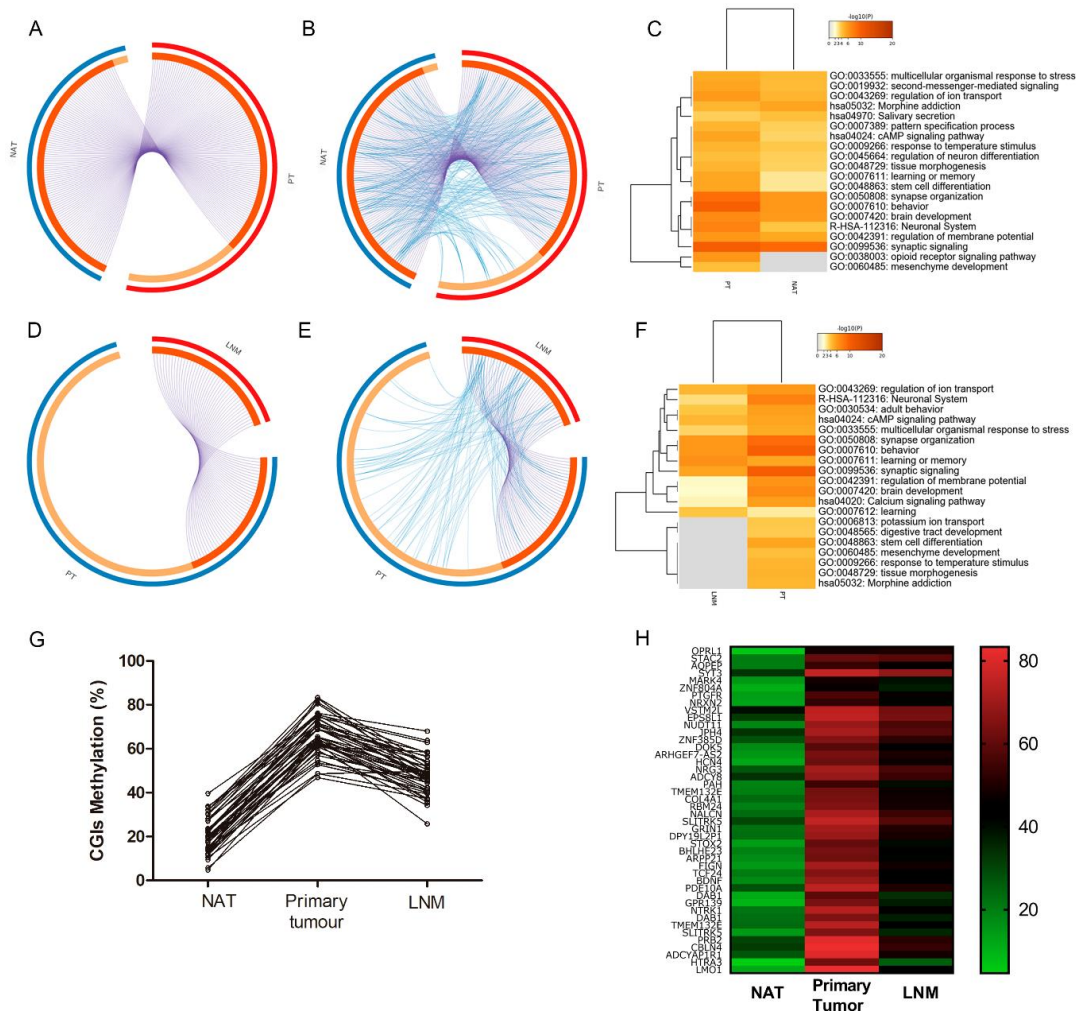 A
NAT
PT
B
NAT
PT
C
-log10(P)
0
2
3
4
6
10
20
GO:0033555: multicellular organismal response to stress
GO:0019932: second-messenger-mediated signaling
GO:0043269: regulation of ion transport
hsa05032: Morphine addiction
hsa04970: Salivary secretion
GO:0007389: pattern specification process
hsa04024: cAMP signaling pathway
GO:0009266: response to temperature stimulus
GO:0045664: regulation of neuron differentiation
GO:0048729: tissue morphogenesis
GO:0007611: learning or memory
GO:0048863: stem cell differentiation
GO:0050808: synapse organization
GO:0007610: behavior
GO:0007420: brain development
R-HSA-112316: Neuronal System
GO:0042391: regulation of membrane potential
GO:0099536: synaptic signaling
GO:0038003: opioid receptor signaling pathway
GO:0060485: mesenchyme development
PT
NAT
D
LNM
PT
E
LNM
PT
F
-log10(P)
0
2
3
4
6
10
20
GO:0043269: regulation of ion transport
R-HSA-112316: Neuronal System
GO:0030534: adult behavior
hsa04024: cAMP signaling pathway
GO:0033555: multicellular organismal response to stress
GO:0050808: synapse organization
GO:0007610: behavior
GO:0007611: learning or memory
GO:0099536: synaptic signaling
GO:0042391: regulation of membrane potential
GO:0007420: brain development
hsa04020: Calcium signaling pathway
GO:0007612: learning
GO:0006813: potassium ion transport
GO:0048565: digestive tract development
GO:0048863: stem cell differentiation
GO:0060485: mesenchyme development
GO:0009266: response to temperature stimulus
GO:0048729: tissue morphogenesis
hsa05032: Morphine addiction
LNM
PT
G
CGIs Methylation (%)
100
80
60
40
20
0
NAT
Primary
tumour
LNM
H
OPRL1
STAC2
AQPEP
SYT3
MARK4
ZNF804A
PTGFR
NRXN2
VSTM2L
EPS8L1
NUDT11
JPH4
ZNF385D
DOK5
ARHGEF7-AS2
HCN4
NRG3
ADCY8
PAH
TMEM132E
COL4A1
RBM24
NALCN
SLITRK5
GRIN1
DPY19L2P1
STOX2
BHLHE23
ARPP21
FIGN
TCF24
BDNF
PDE10A
DAB1
GPR139
NTRK1
DAB1
TMEM132E
SLITRK5
PRB2
CBLN4
ADCYAP1R1
HTRA3
LMO1
NAT
Primary
Tumor
LNM
80
60
40
20